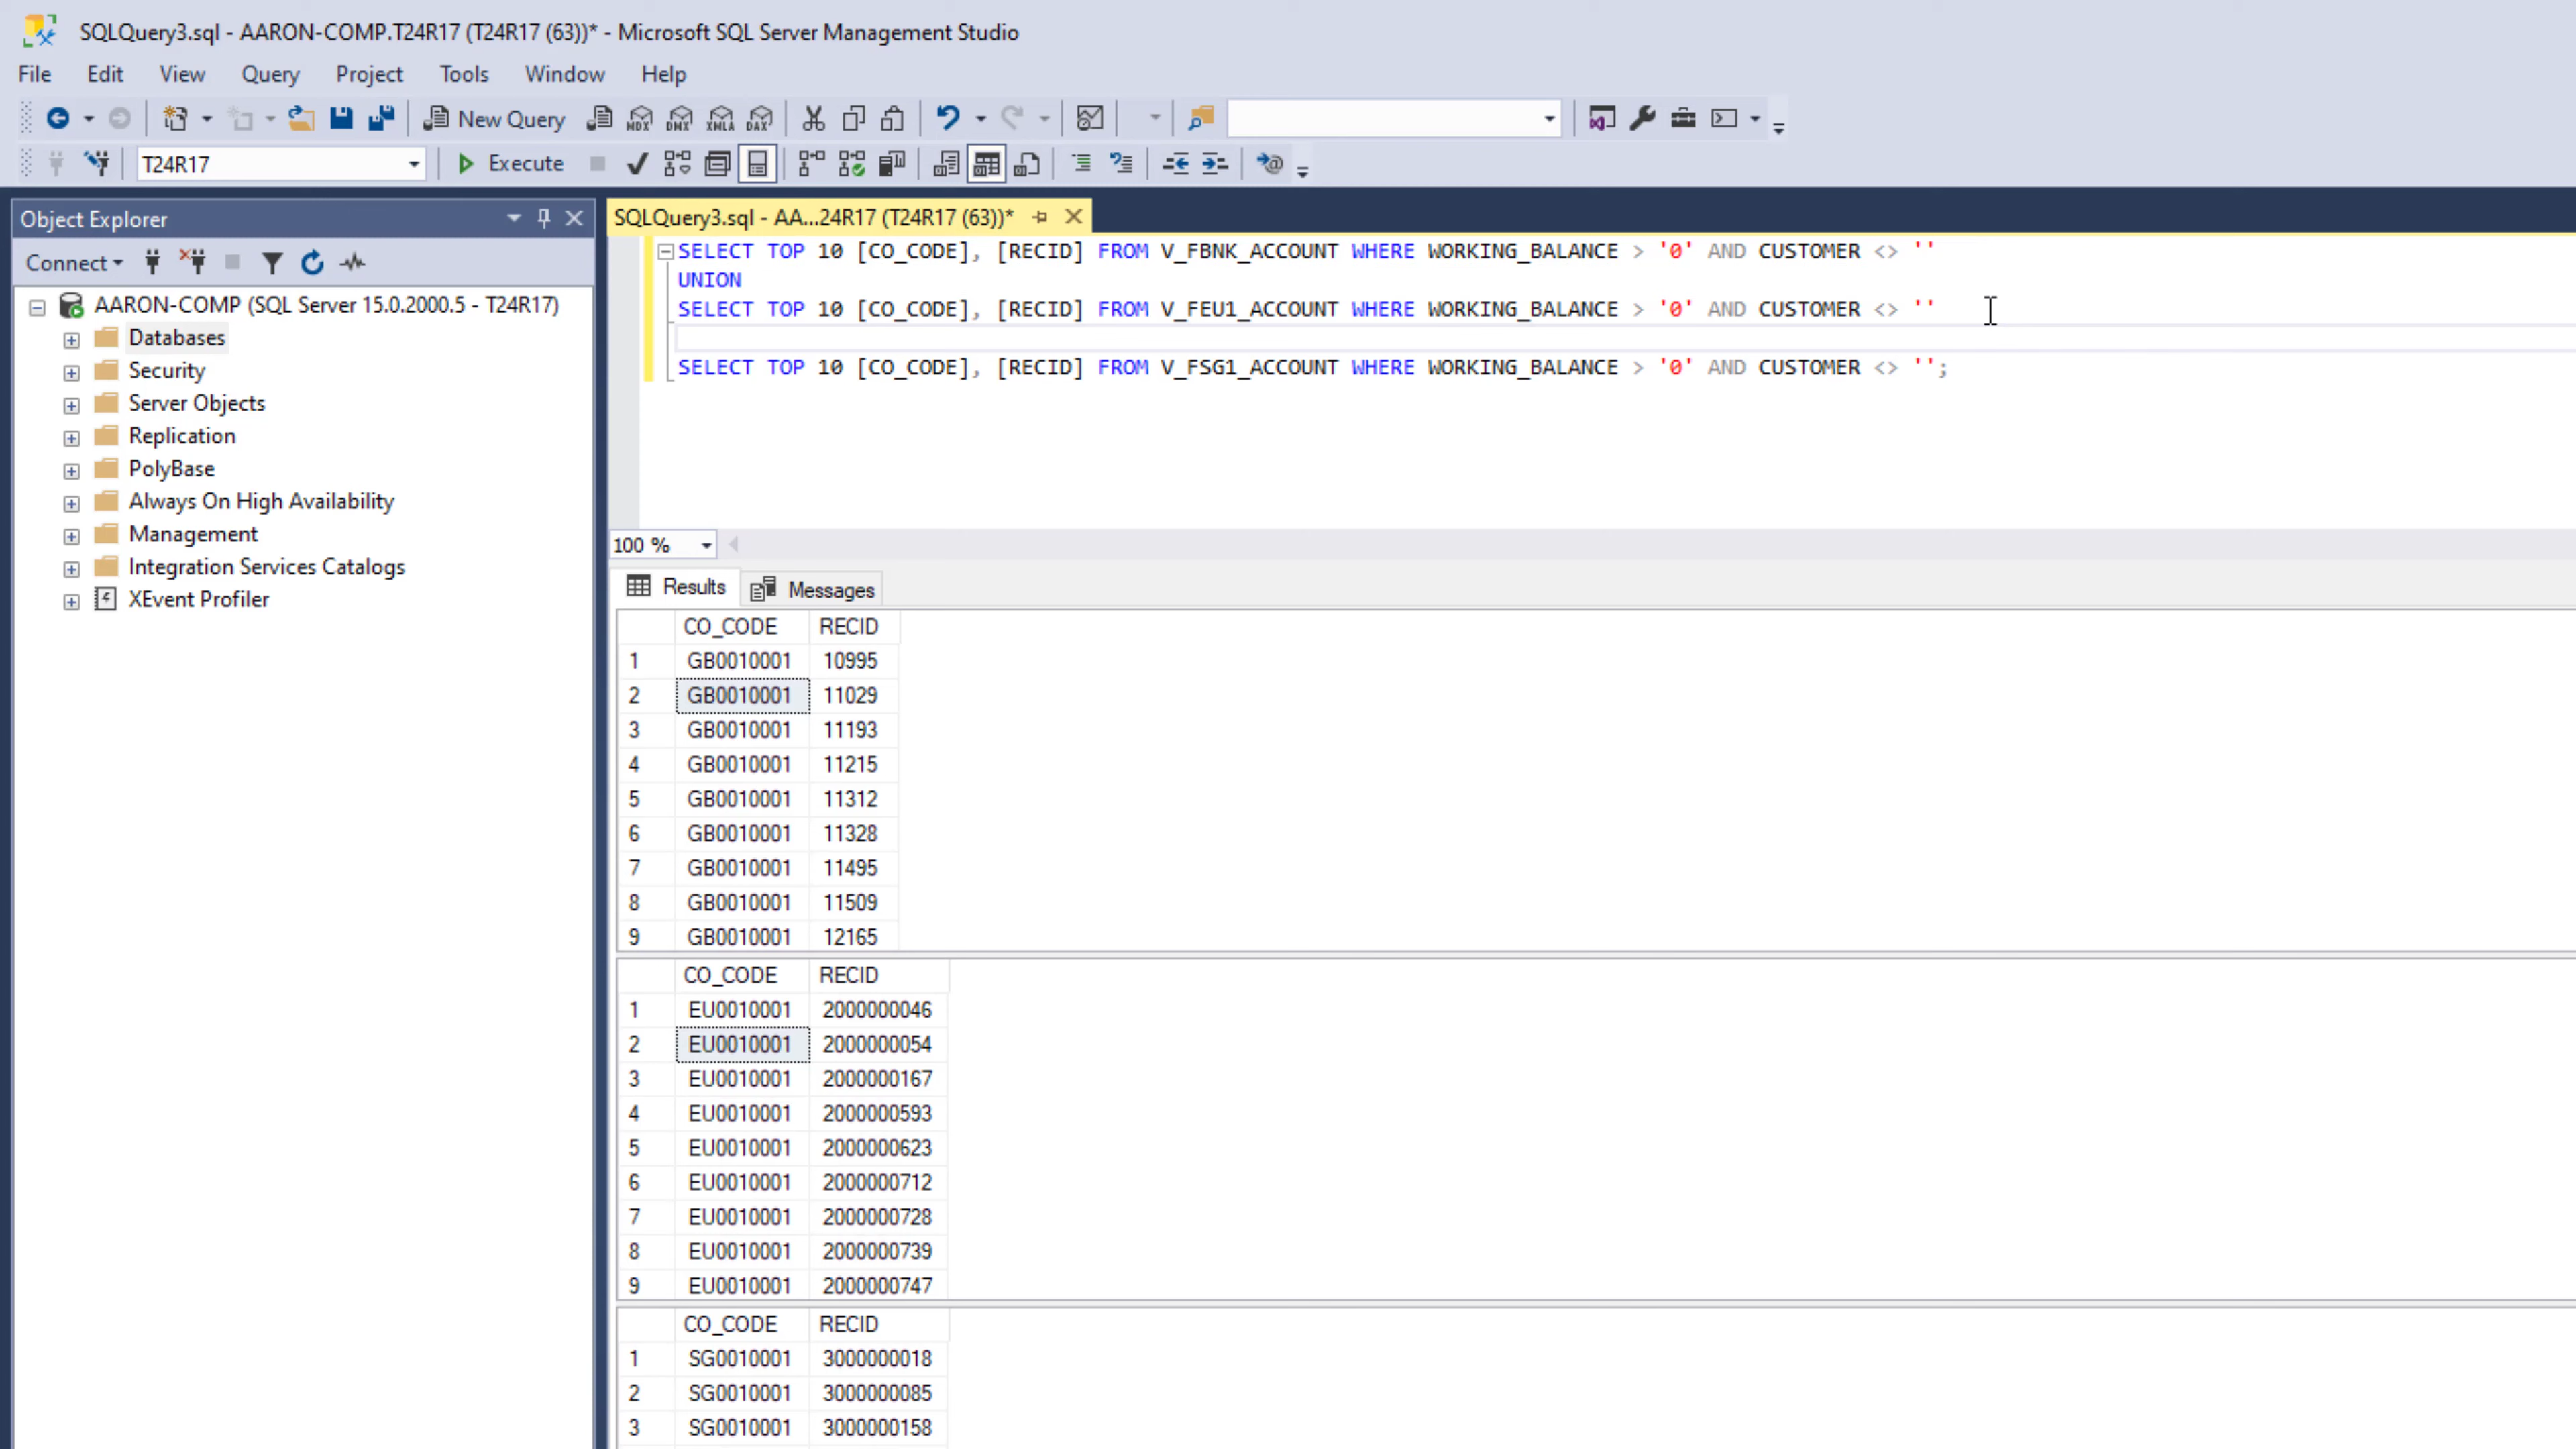 SQLQuery3.sql - AARON-COMP.T24R17 (T24R17 (63))* - Microsoft SQL Server Management Studio
File Edit View Query Project Tools Window Help
New Query MDX DMX XMLA DAX
T24R17 Execute
Object Explorer
Connect
AARON-COMP (SQL Server 15.0.2000.5 - T24R17)
Databases
Security
Server Objects
Replication
PolyBase
Always On High Availability
Management
Integration Services Catalogs
XEvent Profiler
SQLQuery3.sql - AA...24R17 (T24R17 (63))*
SELECT TOP 10 [CO_CODE], [RECID] FROM V_FBNK_ACCOUNT WHERE WORKING_BALANCE > '0' AND CUSTOMER <> ''
UNION
SELECT TOP 10 [CO_CODE], [RECID] FROM V_FEU1_ACCOUNT WHERE WORKING_BALANCE > '0' AND CUSTOMER <> ''
SELECT TOP 10 [CO_CODE], [RECID] FROM V_FSG1_ACCOUNT WHERE WORKING_BALANCE > '0' AND CUSTOMER <> '';
100 %
Results Messages
CO_CODE RECID
1 GB0010001 10995
2 GB0010001 11029
3 GB0010001 11193
4 GB0010001 11215
5 GB0010001 11312
6 GB0010001 11328
7 GB0010001 11495
8 GB0010001 11509
9 GB0010001 12165
CO_CODE RECID
1 EU0010001 2000000046
2 EU0010001 2000000054
3 EU0010001 2000000167
4 EU0010001 2000000593
5 EU0010001 2000000623
6 EU0010001 2000000712
7 EU0010001 2000000728
8 EU0010001 2000000739
9 EU0010001 2000000747
CO_CODE RECID
1 SG0010001 3000000018
2 SG0010001 3000000085
3 SG0010001 3000000158